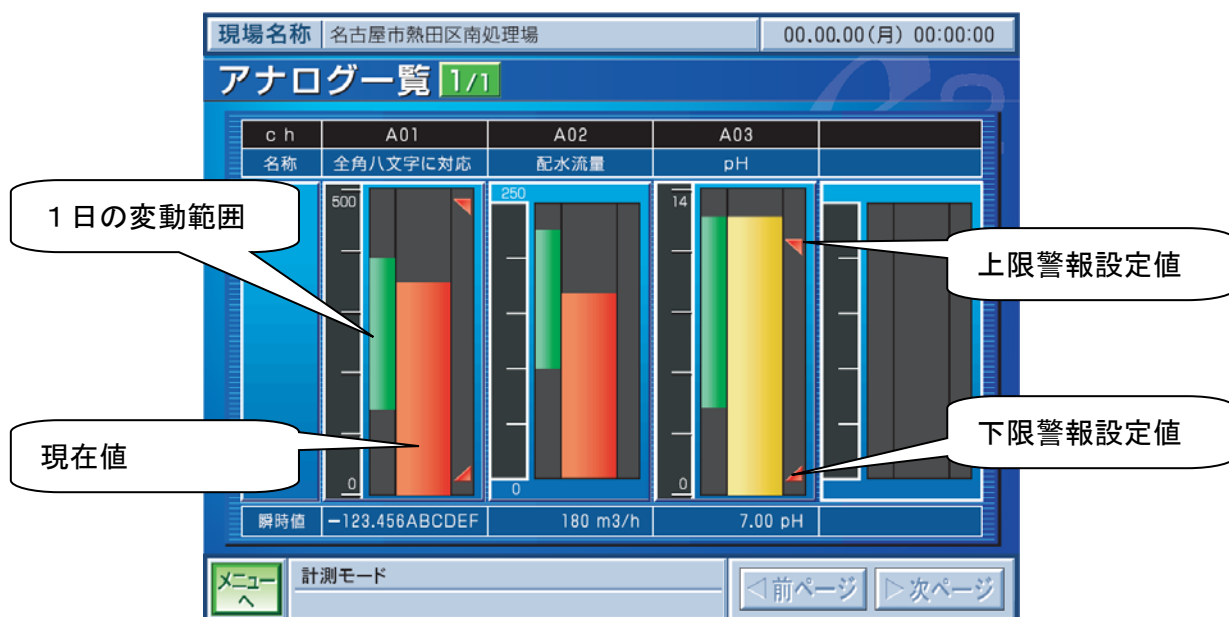 現場名称 名古屋市熱田区南処理場 00.00.00(月) 00:00:00
アナログ一覧 1/1
ch A01 A02 A03
名称 全角八文字に対応 配水流量 pH
500 250 14
１日の変動範囲
上限警報設定値
現在値
下限警報設定値
0 0 0
瞬時値 −123.456ABCDEF 180 m3/h 7.00 pH
メニューへ
計測モード
◁前ページ ▷次ページ